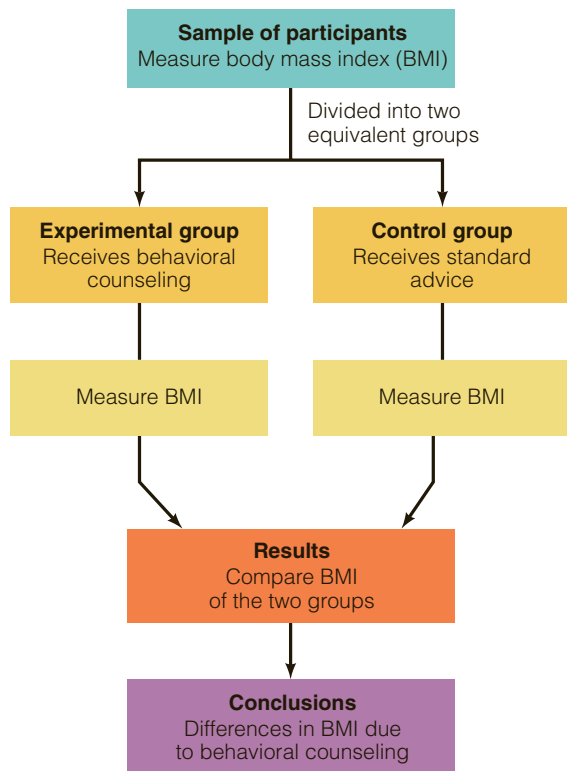 Sample of participants
Measure body mass index (BMI)
Divided into two
equivalent groups
Experimental group
Receives behavioral
counseling
Control group
Receives standard
advice
Measure BMI
Measure BMI
Results
Compare BMI
of the two groups
Conclusions
Differences in BMI due
to behavioral counseling